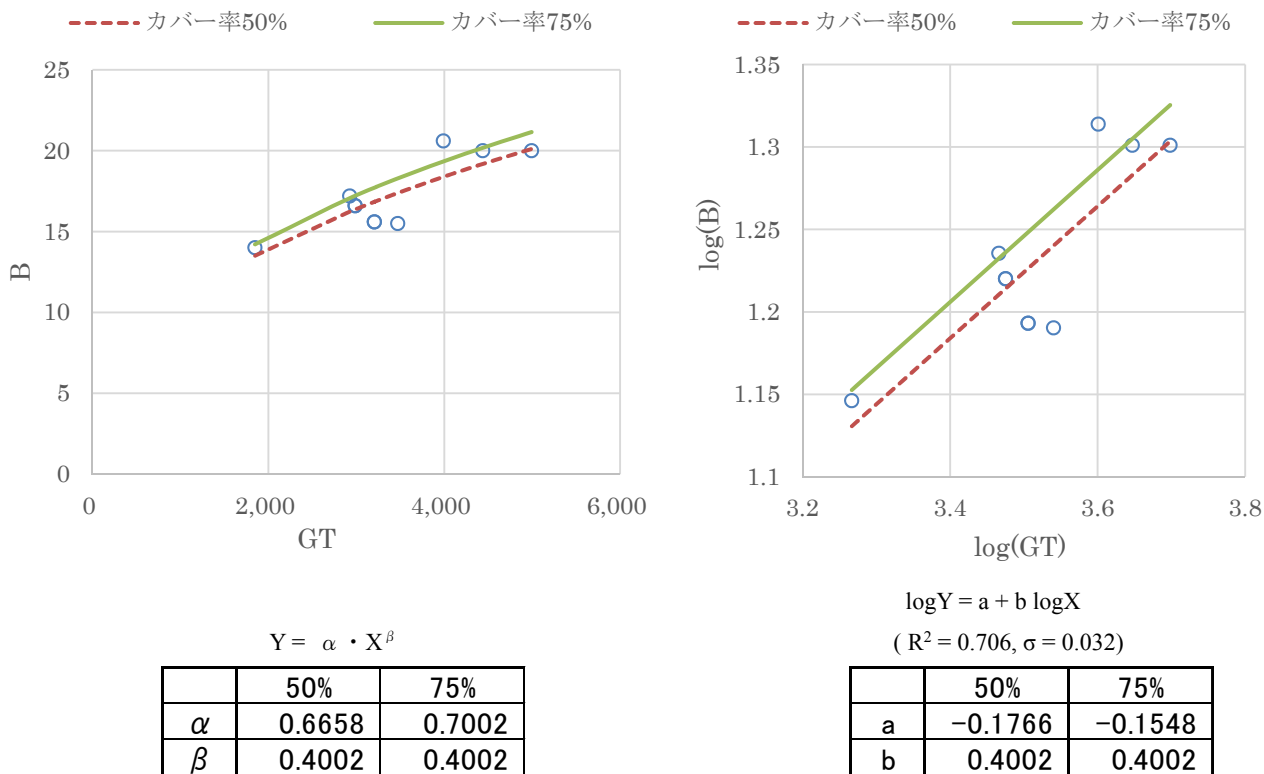 カバー率50% カバー率75%
25
20
15
10
5
0
B
0 2,000 4,000 6,000
GT
Y = α ・ X^β
50% 75%
α 0.6658 0.7002
β 0.4002 0.4002
カバー率50% カバー率75%
1.35
1.3
1.25
1.2
1.15
1.1
log(B)
3.2 3.4 3.6 3.8
log(GT)
logY = a + b logX
( R² = 0.706, σ = 0.032)
50% 75%
a −0.1766 −0.1548
b 0.4002 0.4002